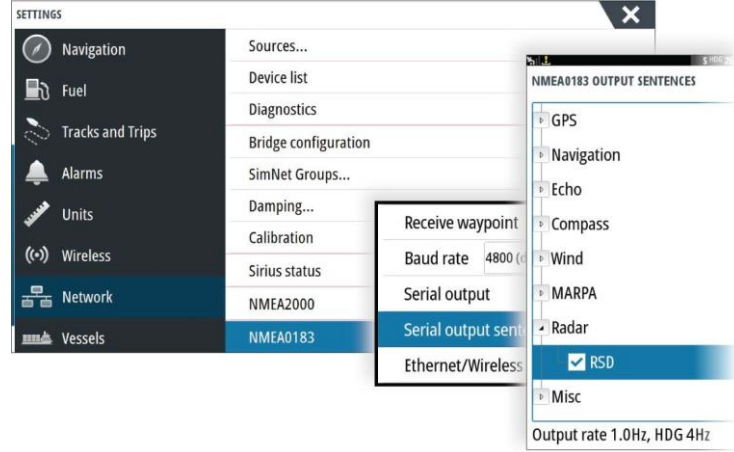 SETTINGS
Navigation
Fuel
Tracks and Trips
Alarms
Units
Wireless
Network
Vessels
Sources...
Device list
Diagnostics
Bridge configuration
SimNet Groups...
Damping...
Calibration
Sirius status
NMEA2000
NMEA0183
Receive waypoint
Baud rate 4800
Serial output
Serial output
Ethernet/Wireless
NMEA0183 OUTPUT SENTENCES
GPS
Navigation
Echo
Compass
Wind
MARPA
Radar
RSD
Misc
Output rate 1.0Hz, HDG 4Hz